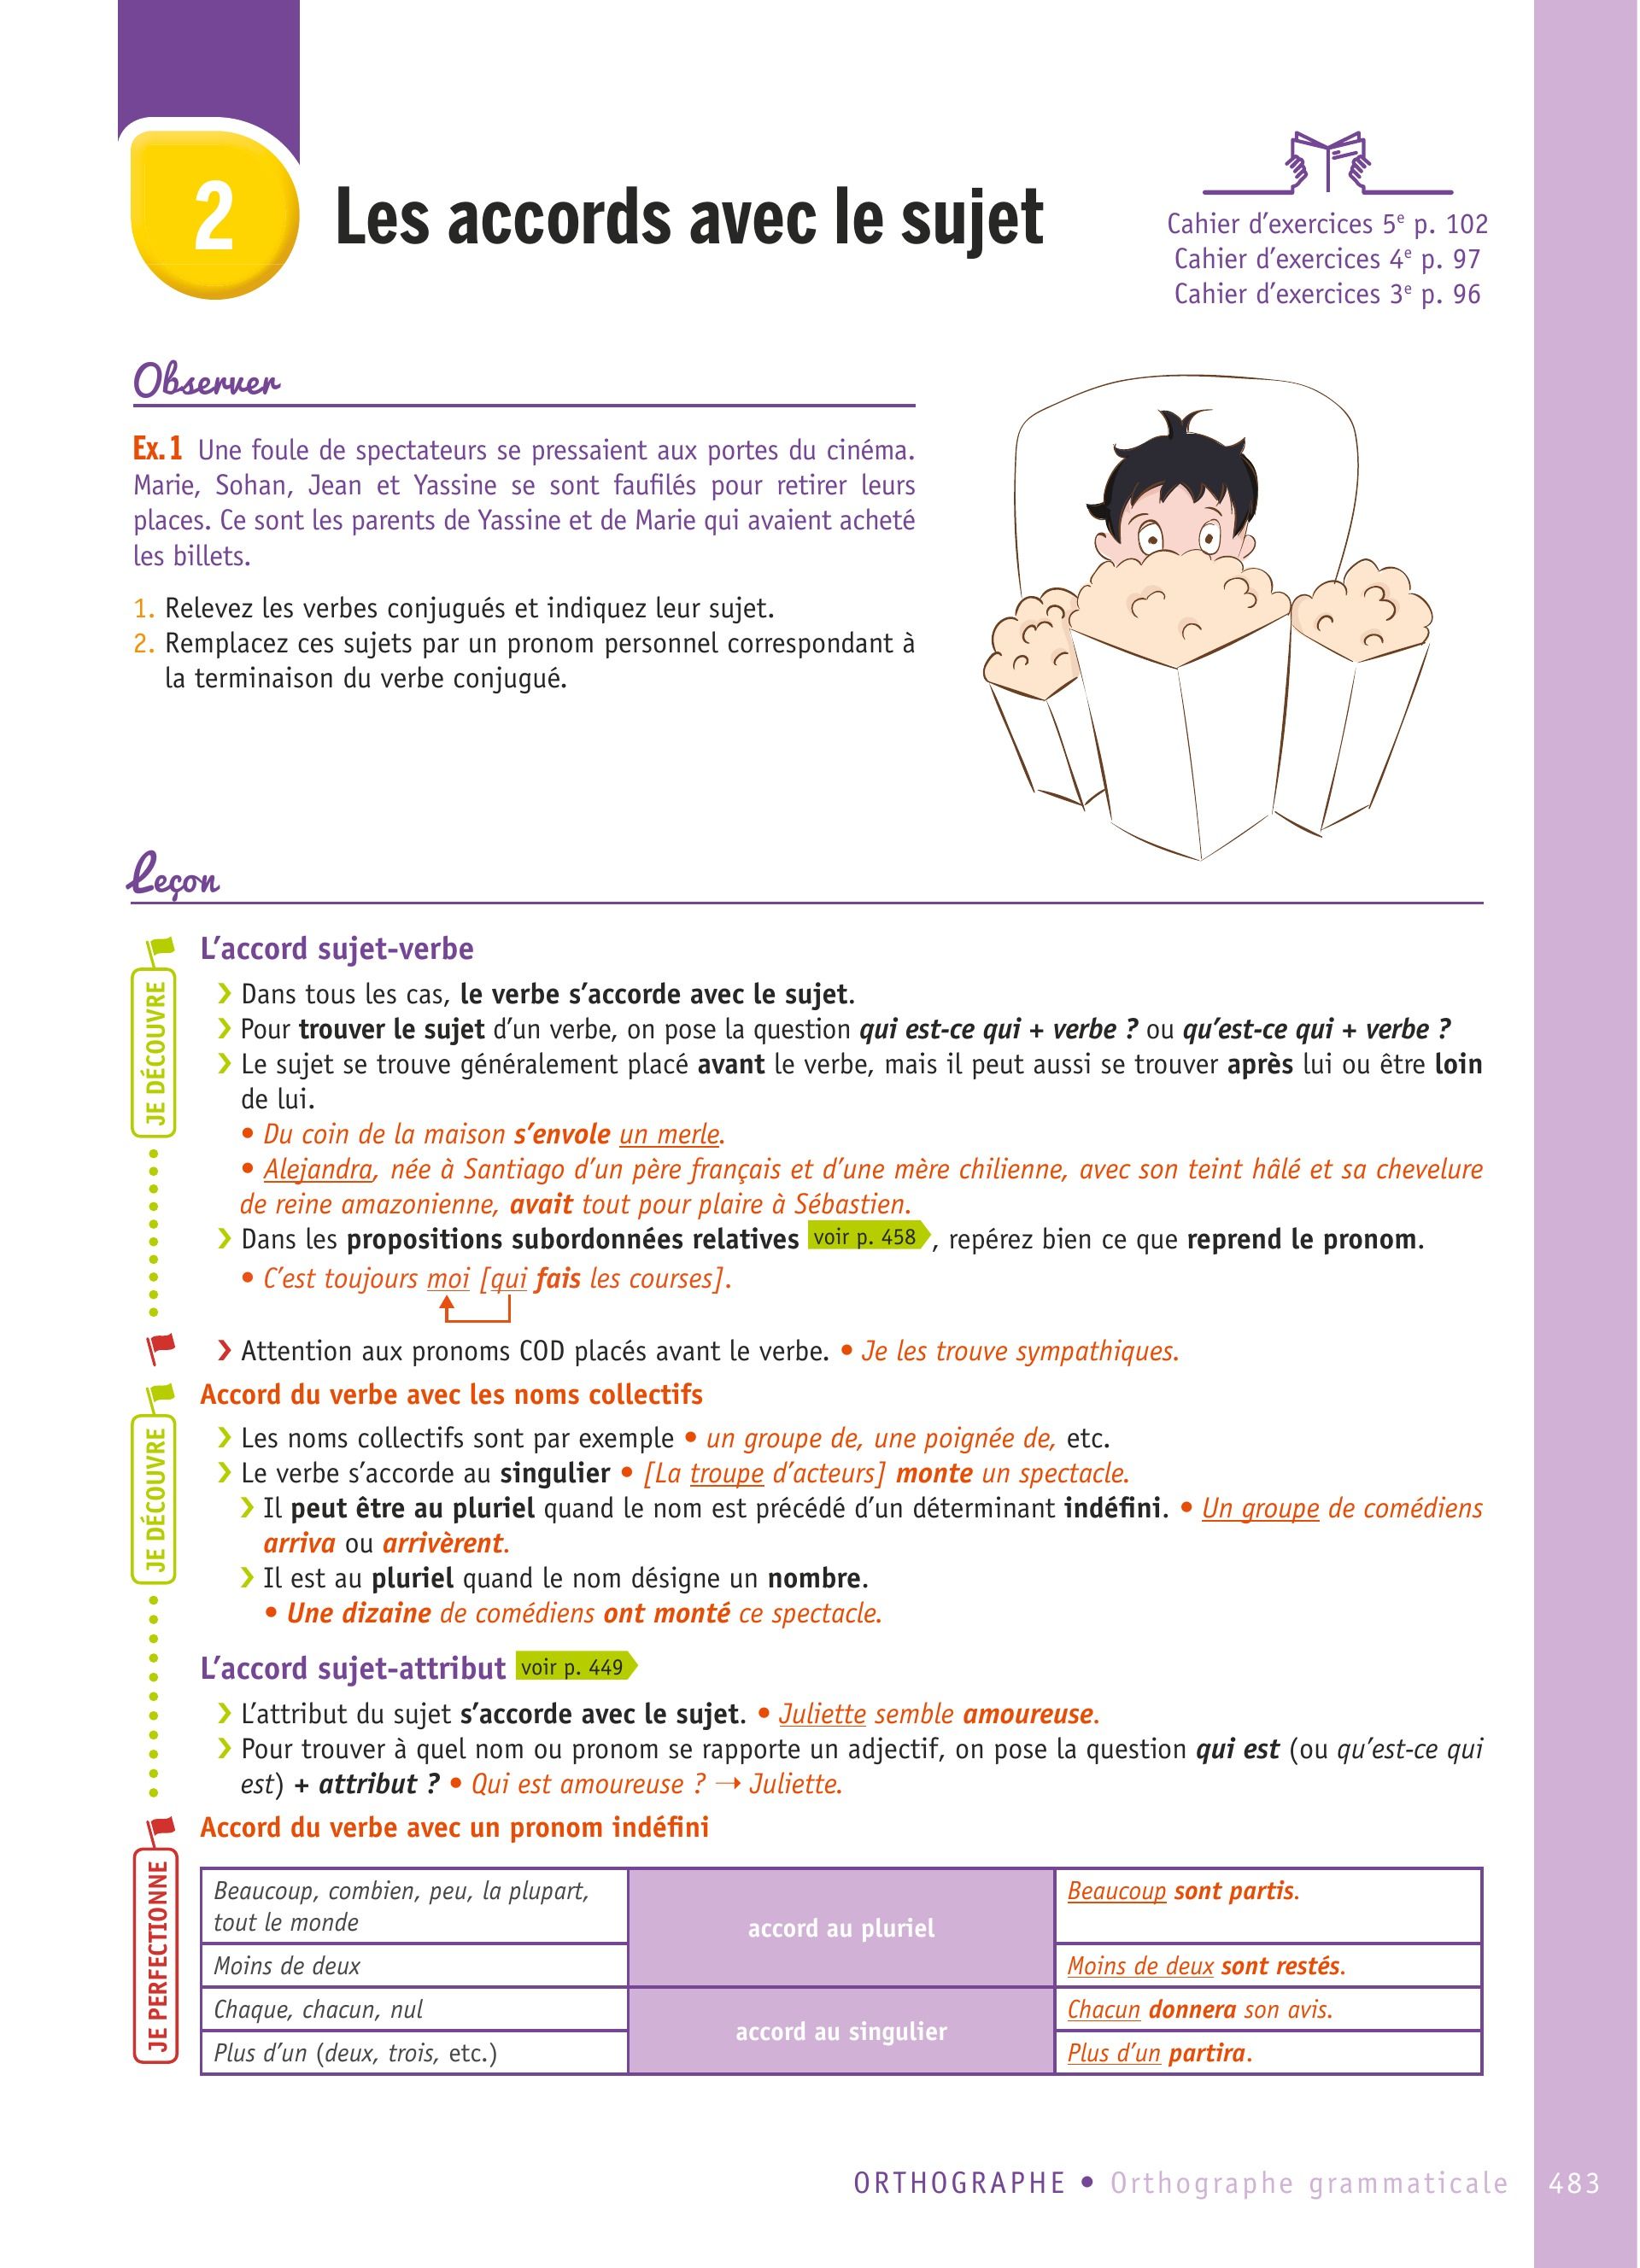 2
Les accords avec le sujet
Cahier d'exercices 5e p. 102
Cahier d'exercices 4e p. 97
Cahier d'exercices 3e p. 96
Observer
Ex. 1 Une foule de spectateurs se pressaient aux portes du cinéma.
Marie, Sohan, Jean et Yassine se sont faufilés pour retirer leurs
places. Ce sont les parents de Yassine et de Marie qui avaient acheté
les billets.
1. Relevez les verbes conjugués et indiquez leur sujet.
2. Remplacez ces sujets par un pronom personnel correspondant à
la terminaison du verbe conjugué.
Leçon
JE DÉCOUVRE
L'accord sujet-verbe
› Dans tous les cas, le verbe s'accorde avec le sujet.
› Pour trouver le sujet d'un verbe, on pose la question qui est-ce qui + verbe ? ou qu'est-ce qui + verbe ?
› Le sujet se trouve généralement placé avant le verbe, mais il peut aussi se trouver après lui ou être loin
de lui.
• Du coin de la maison s'envole un merle.
• Alejandra, née à Santiago d'un père français et d'une mère chilienne, avec son teint hâlé et sa chevelure
de reine amazonienne, avait tout pour plaire à Sébastien.
› Dans les propositions subordonnées relatives voir p. 458 , repérez bien ce que reprend le pronom.
• C'est toujours moi [qui fais les courses].
› Attention aux pronoms COD placés avant le verbe. • Je les trouve sympathiques.
JE DÉCOUVRE
Accord du verbe avec les noms collectifs
› Les noms collectifs sont par exemple • un groupe de, une poignée de, etc.
› Le verbe s'accorde au singulier • [La troupe d'acteurs] monte un spectacle.
› Il peut être au pluriel quand le nom est précédé d'un déterminant indéfini. • Un groupe de comédiens
arriva ou arrivèrent.
› Il est au pluriel quand le nom désigne un nombre.
• Une dizaine de comédiens ont monté ce spectacle.
L'accord sujet-attribut voir p. 449
› L'attribut du sujet s'accorde avec le sujet. • Juliette semble amoureuse.
› Pour trouver à quel nom ou pronom se rapporte un adjectif, on pose la question qui est (ou qu'est-ce qui
est) + attribut ? • Qui est amoureuse ? → Juliette.
JE PERFECTIONNE
Accord du verbe avec un pronom indéfini
Beaucoup, combien, peu, la plupart,
tout le monde
accord au pluriel
Beaucoup sont partis.
Moins de deux
Moins de deux sont restés.
Chaque, chacun, nul
accord au singulier
Chacun donnera son avis.
Plus d'un (deux, trois, etc.)
Plus d'un partira.
ORTHOGRAPHE • Orthographe grammaticale 483